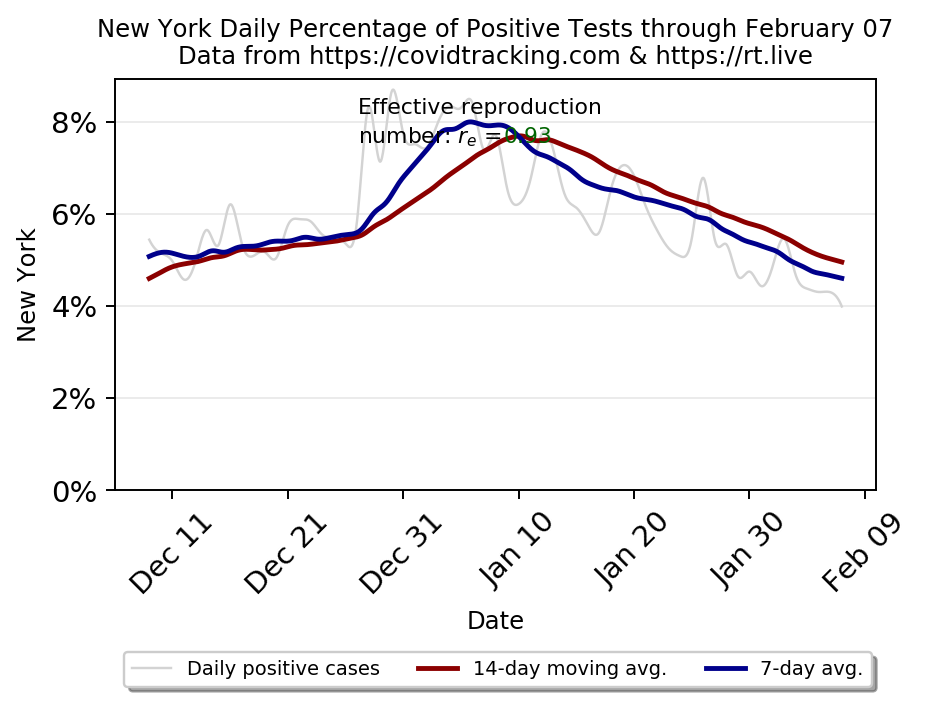 New York Daily Percentage of Positive Tests through February 07
Data from https://covidtracking.com & https://rt.live
Effective reproduction
number: rₑ =0.93
8%
6%
4%
2%
0%
New York
Dec 11
Dec 21
Dec 31
Jan 10
Jan 20
Jan 30
Feb 09
Date
Daily positive cases
14-day moving avg.
7-day avg.